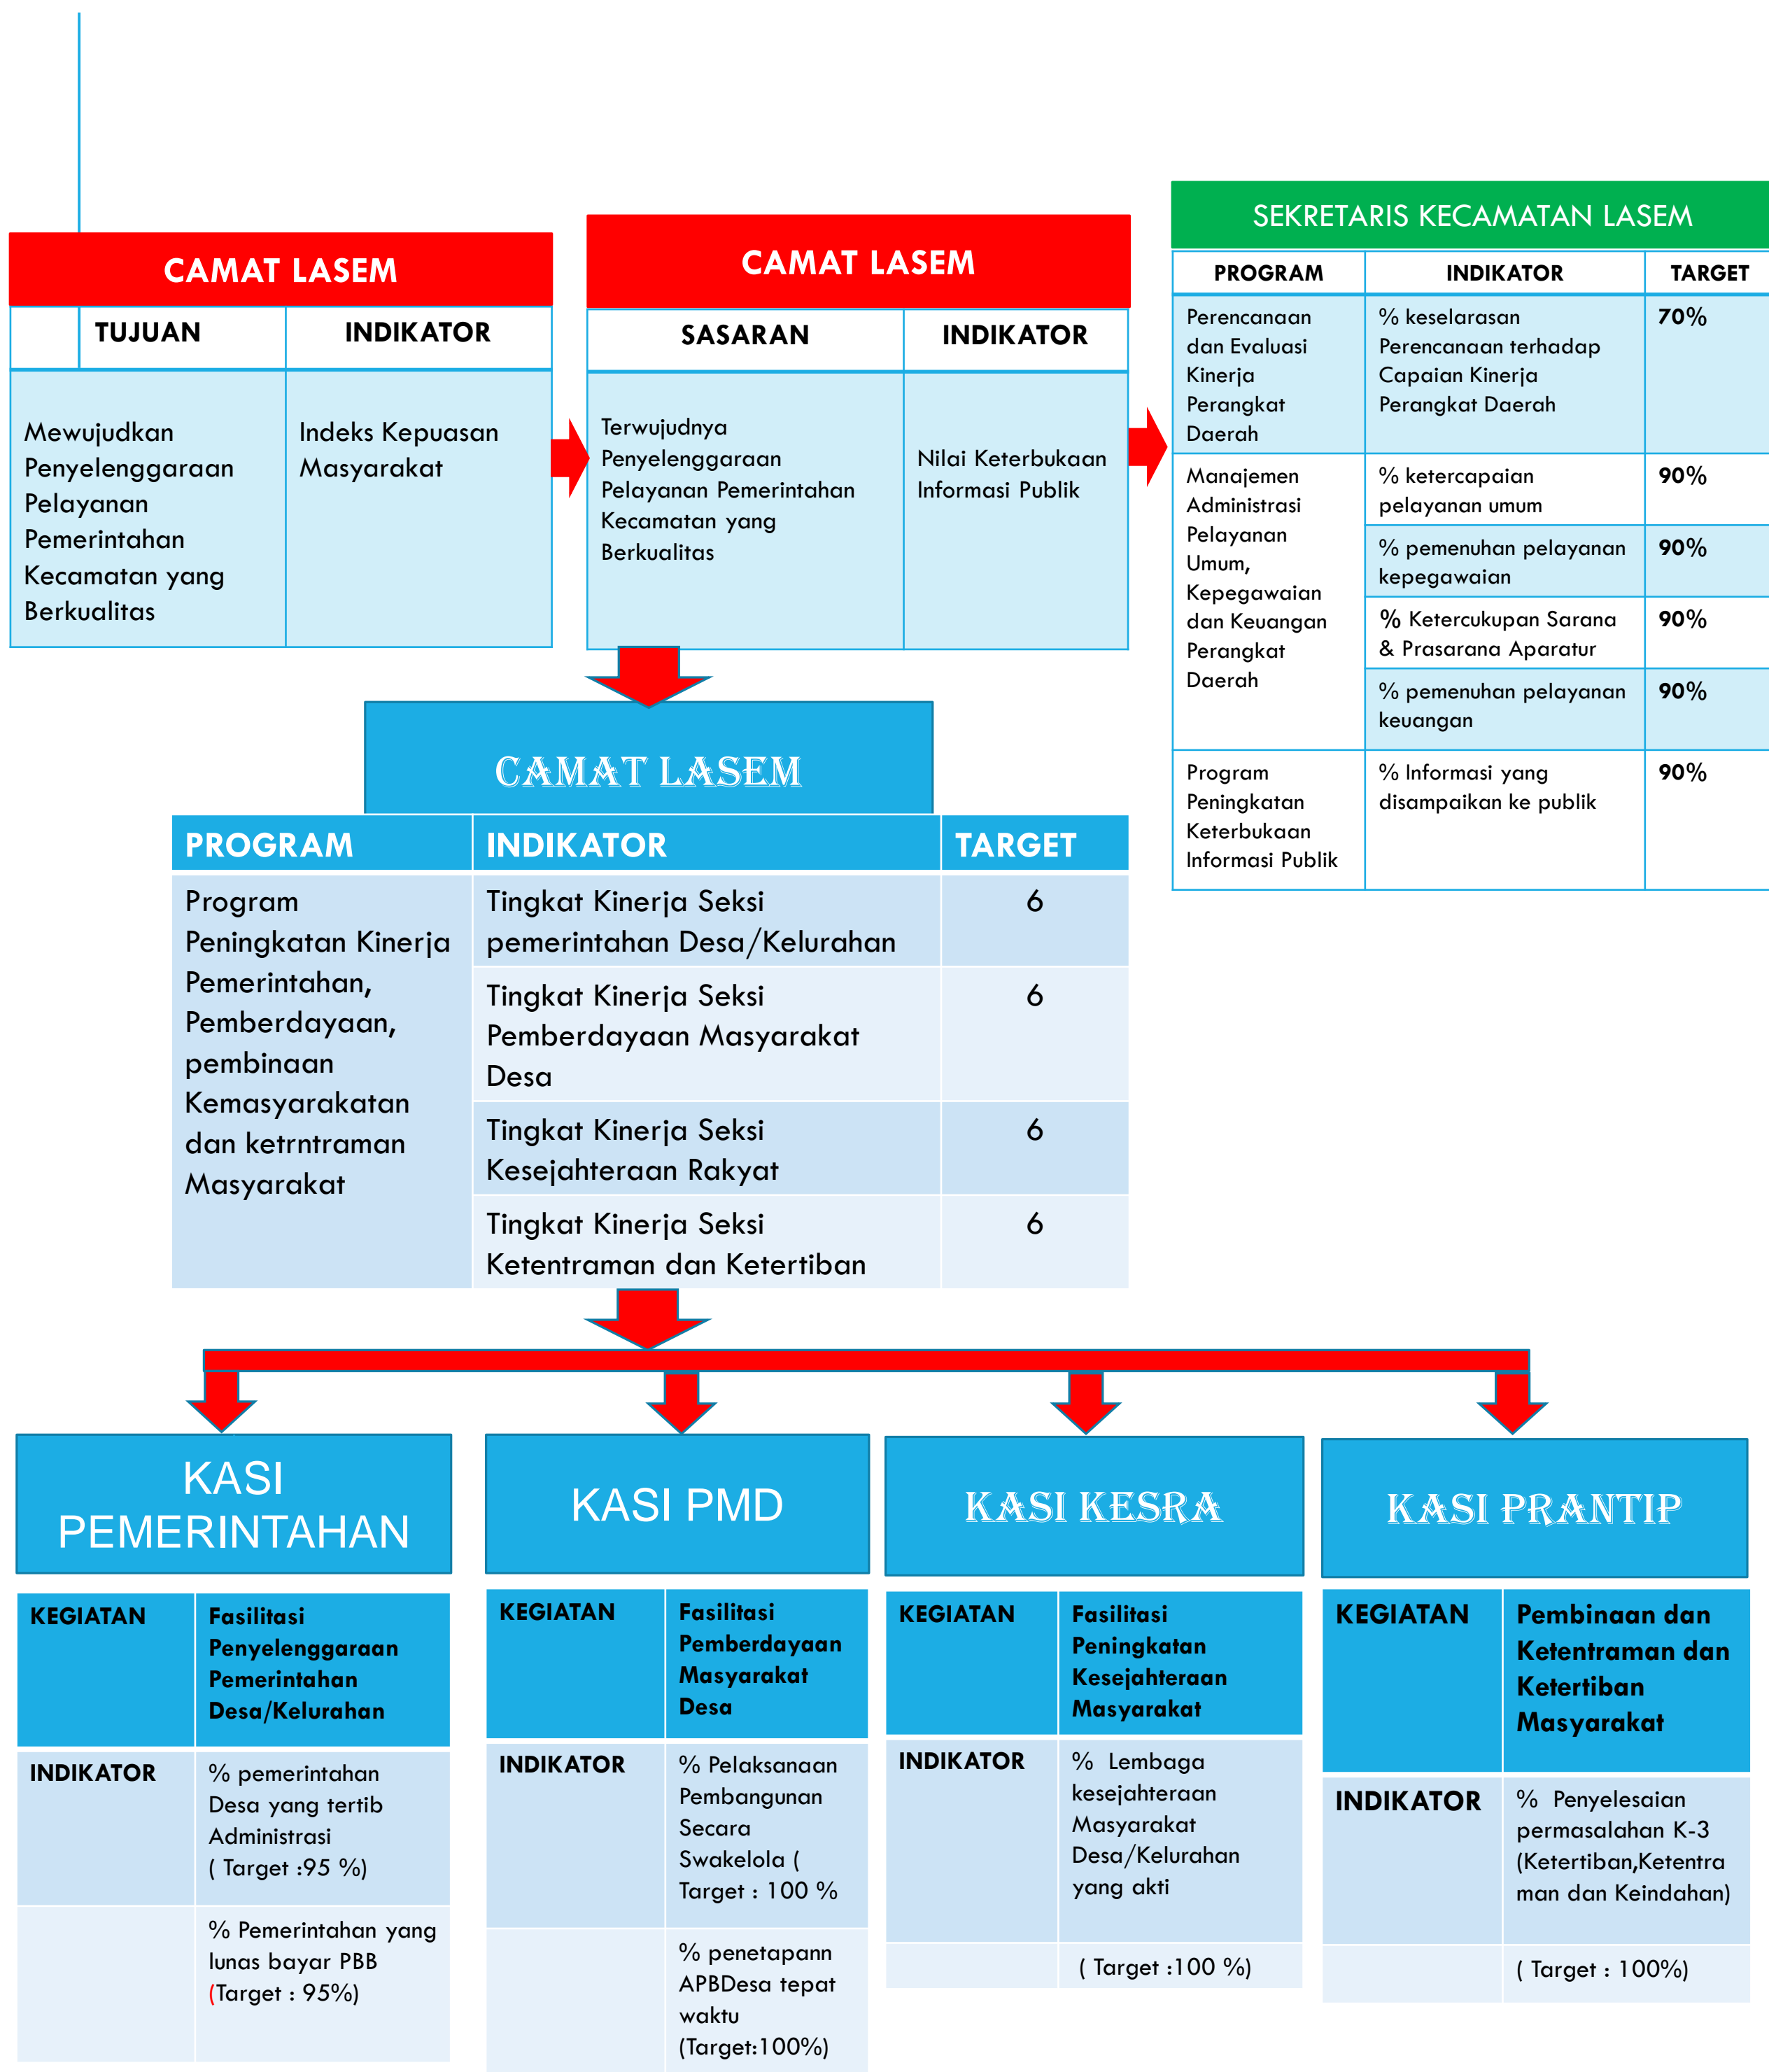 CAMAT LASEM
TUJUAN
INDIKATOR
Mewujudkan
Penyelenggaraan
Pelayanan
Pemerintahan
Kecamatan yang
Berkualitas
Indeks Kepuasan
Masyarakat
CAMAT LASEM
SASARAN
INDIKATOR
Terwujudnya
Penyelenggaraan
Pelayanan Pemerintahan
Kecamatan yang
Berkualitas
Nilai Keterbukaan
Informasi Publik
SEKRETARIS KECAMATAN LASEM
PROGRAM
INDIKATOR
TARGET
Perencanaan
dan Evaluasi
Kinerja
Perangkat
Daerah
% keselarasan
Perencanaan terhadap
Capaian Kinerja
Perangkat Daerah
70%
Manajemen
Administrasi
Pelayanan
Umum,
Kepegawaian
dan Keuangan
Perangkat
Daerah
% ketercapaian
pelayanan umum
90%
% pemenuhan pelayanan
kepegawaian
90%
% Ketercukupan Sarana
& Prasarana Aparatur
90%
% pemenuhan pelayanan
keuangan
90%
Program
Peningkatan
Keterbukaan
Informasi Publik
% Informasi yang
disampaikan ke publik
90%
CAMAT LASEM
PROGRAM
INDIKATOR
TARGET
Program
Peningkatan Kinerja
Pemerintahan,
Pemberdayaan,
pembinaan
Kemasyarakatan
dan ketrntraman
Masyarakat
Tingkat Kinerja Seksi
pemerintahan Desa/Kelurahan
6
Tingkat Kinerja Seksi
Pemberdayaan Masyarakat
Desa
6
Tingkat Kinerja Seksi
Kesejahteraan Rakyat
6
Tingkat Kinerja Seksi
Ketentraman dan Ketertiban
6
KASI
PEMERINTAHAN
KEGIATAN
Fasilitasi
Penyelenggaraan
Pemerintahan
Desa/Kelurahan
INDIKATOR
% pemerintahan
Desa yang tertib
Administrasi
( Target :95 %)
% Pemerintahan yang
lunas bayar PBB
(Target : 95%)
KASI PMD
KEGIATAN
Fasilitasi
Pemberdayaan
Masyarakat
Desa
INDIKATOR
% Pelaksanaan
Pembangunan
Secara
Swakelola (
Target : 100 %
% penetapann
APBDesa tepat
waktu
(Target:100%)
KASI KESRA
KEGIATAN
Fasilitasi
Peningkatan
Kesejahteraan
Masyarakat
INDIKATOR
% Lembaga
kesejahteraan
Masyarakat
Desa/Kelurahan
yang akti
( Target :100 %)
KASI PRANTIP
KEGIATAN
Pembinaan dan
Ketentraman dan
Ketertiban
Masyarakat
INDIKATOR
% Penyelesaian
permasalahan K-3
(Ketertiban,Ketentra
man dan Keindahan)
( Target : 100%)